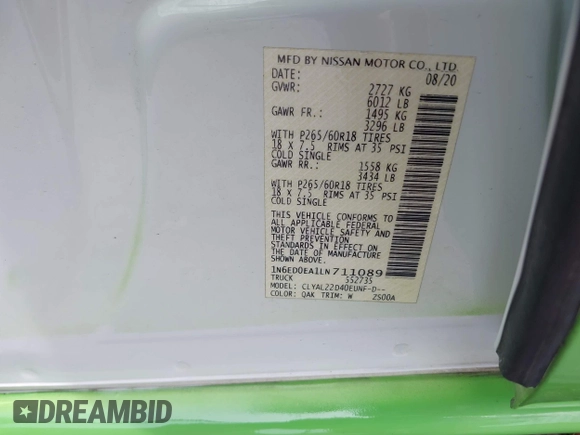 MFD BY NISSAN MOTOR CO., LTD.
DATE: 08/20
GVWR: 2727 KG
6012 LB
GAWR FR.: 1495 KG
3296 LB
WITH P265/60R18 TIRES
18 X 7.5 RIMS AT 35 PSI
COLD SINGLE
GAWR RR.: 1558 KG
3434 LB
WITH P265/60R18 TIRES
18 X 7.5 RIMS AT 35 PSI
COLD SINGLE
THIS VEHICLE CONFORMS TO
ALL APPLICABLE FEDERAL
MOTOR VEHICLE SAFETY AND
THEFT PREVENTION
STANDARDS IN EFFECT ON
THE DATE OF MANUFACTURE
1N6ED0EA1LN711089
TRUCK 552735
MODEL: CLYALZ2D40EUNF-D--
COLOR: QAK TRIM: W ZS00A
DREAMBID